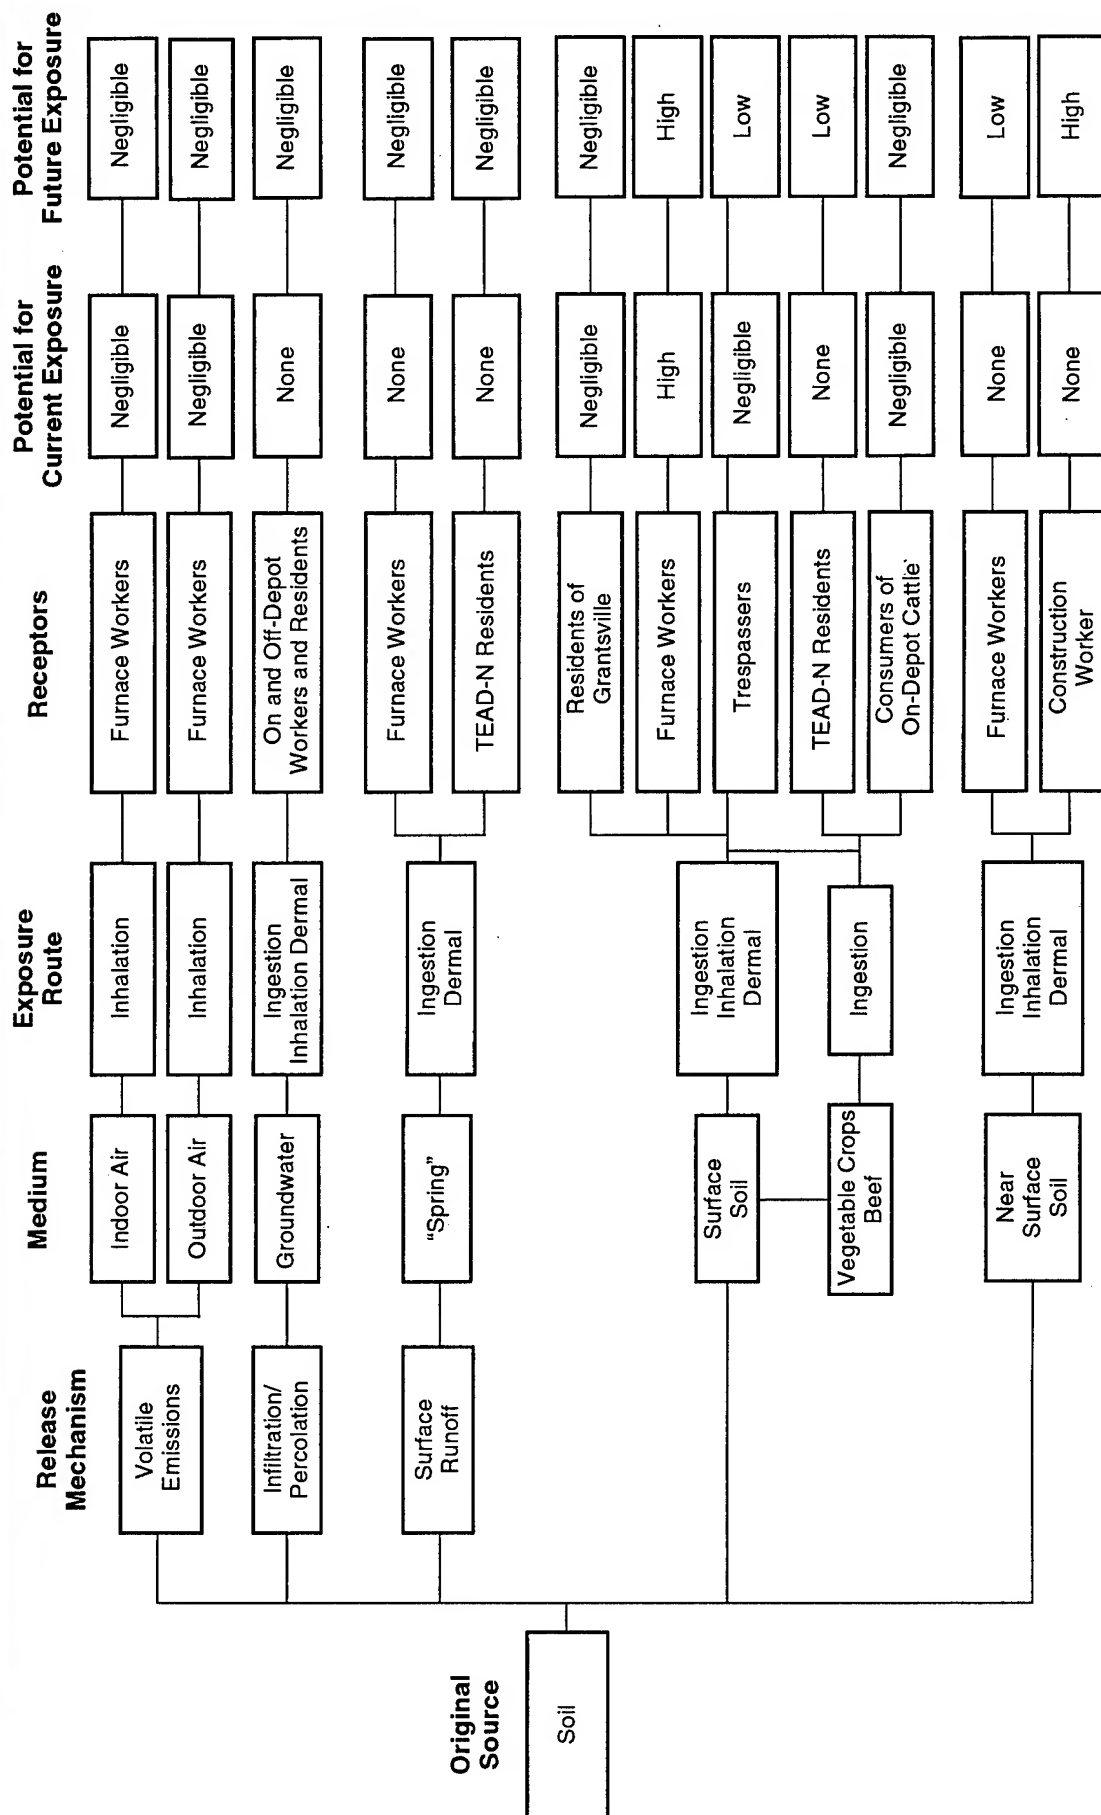 Original
Source
Release
Mechanism
Medium
Exposure
Route
Receptors
Potential for
Current Exposure
Potential for
Future Exposure
Soil
Volatile
Emissions
Indoor Air
Inhalation
Furnace Workers
Negligible
Negligible
Outdoor Air
Inhalation
Furnace Workers
Negligible
Negligible
Infiltration/
Percolation
Groundwater
Ingestion
Inhalation Dermal
On and Off-Depot
Workers and Residents
None
Negligible
Surface
Runoff
"Spring"
Ingestion
Dermal
Furnace Workers
None
Negligible
TEAD-N Residents
None
Negligible
Surface
Soil
Ingestion
Inhalation
Dermal
Residents of
Grantsville
Negligible
Negligible
Furnace Workers
High
High
Trespassers
Negligible
Low
Vegetable Crops
Beef
Ingestion
TEAD-N Residents
None
Low
Consumers of
On-Depot Cattle
Negligible
Negligible
Near
Surface
Soil
Ingestion
Inhalation
Dermal
Furnace Workers
None
Low
Construction
Worker
None
High